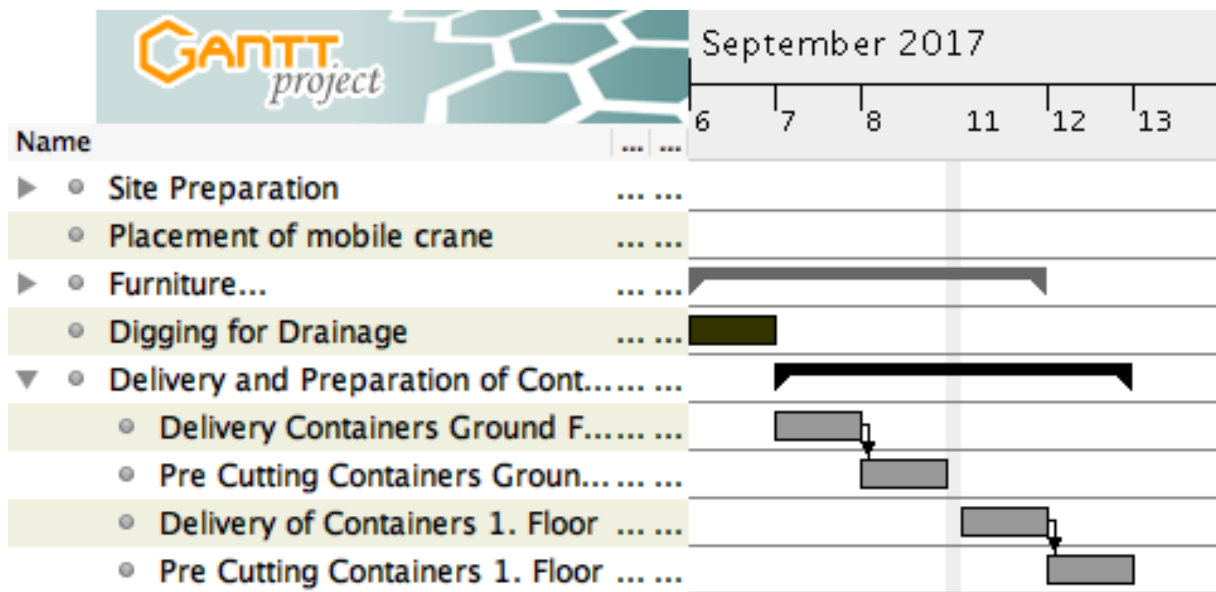 GANTT
project
September 2017
6 7 8 11 12 13
Name ... ...
Site Preparation ... ...
Placement of mobile crane ... ...
Furniture... ... ...
Digging for Drainage ... ...
Delivery and Preparation of Cont... ... ...
Delivery Containers Ground F... ... ...
Pre Cutting Containers Groun... ... ...
Delivery of Containers 1. Floor ... ...
Pre Cutting Containers 1. Floor ... ...